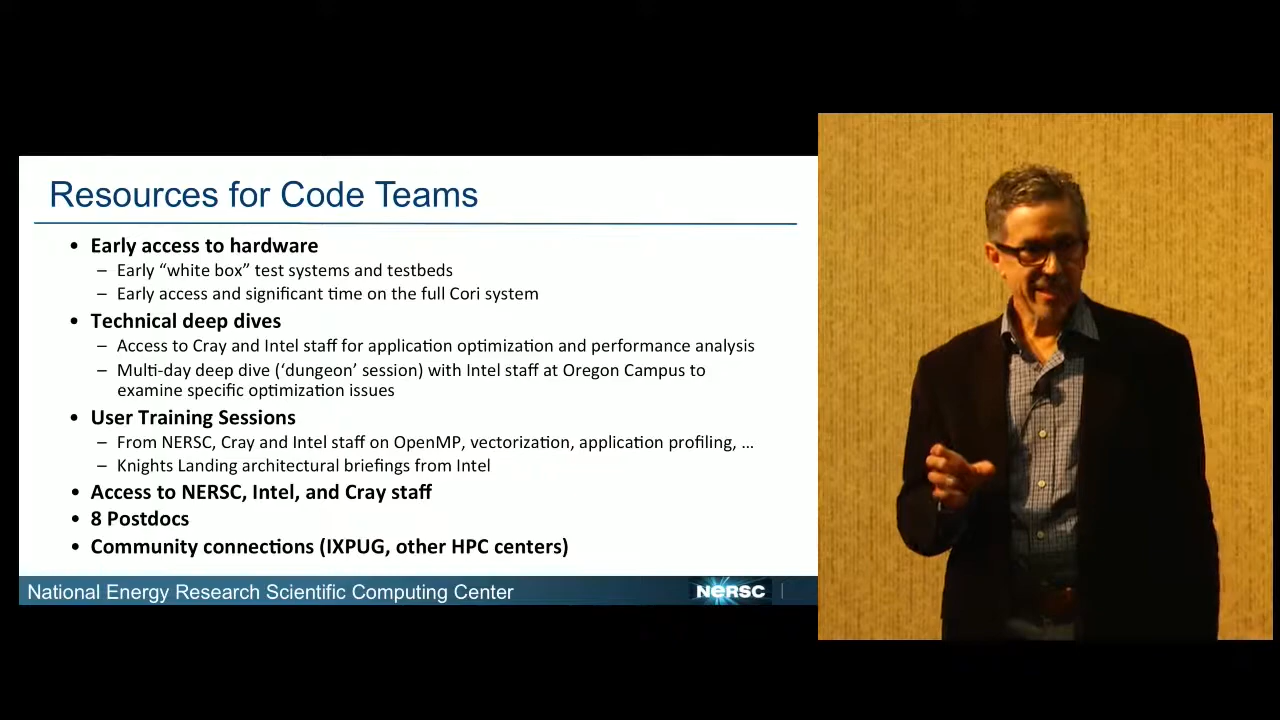 Resources for Code Teams
• Early access to hardware
– Early “white box” test systems and testbeds
– Early access and significant time on the full Cori system
• Technical deep dives
– Access to Cray and Intel staff for application optimization and performance analysis
– Multi-day deep dive (‘dungeon’ session) with Intel staff at Oregon Campus to
examine specific optimization issues
• User Training Sessions
– From NERSC, Cray and Intel staff on OpenMP, vectorization, application profiling, …
– Knights Landing architectural briefings from Intel
• Access to NERSC, Intel, and Cray staff
• 8 Postdocs
• Community connections (IXPUG, other HPC centers)
National Energy Research Scientific Computing Center
NERSC